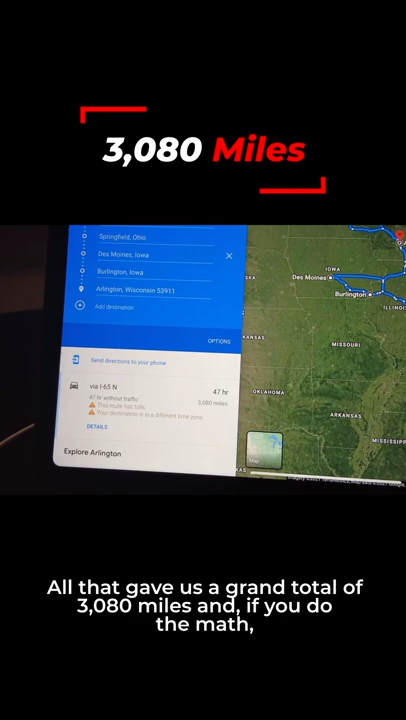 3,080 Miles
Springfield, Ohio
Des Moines, Iowa
Burlington, Iowa
Arlington, Wisconsin 53911
Add destination
OPTIONS
Send directions to your phone
via I-65 N
47 hr
47 hr without traffic
3,080 miles
This route has tolls.
Your destination is in a different time zone
DETAILS
Explore Arlington
IOWA
Des Moines
Burlington
ILLINOI
KANSAS
MISSOURI
OKLAHOMA
ARKANSAS
MISSISSIPP
Map
All that gave us a grand total of
3,080 miles and, if you do
the math,